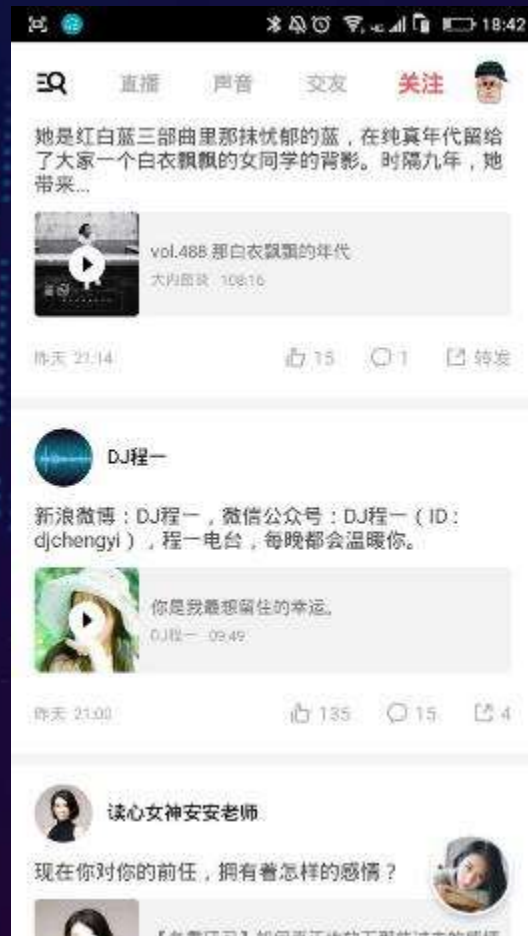 18:42
直播 声音 交友 关注
她是红白蓝三部曲里那抹忧郁的蓝，在纯真年代留给
了大家一个白衣飘飘的女同学的背影。时隔九年，她
带来...
vol.488 那白衣飘飘的年代
大内密谈 108:16
昨天 21:14 15 1 转发
DJ程一
新浪微博：DJ程一，微信公众号：DJ程一（ID：
djchengyi），程一电台，每晚都会温暖你。
你是我最想留住的幸运。
DJ程一 09:49
昨天 21:00 135 15 4
读心女神安安老师
现在你对你的前任，拥有着怎样的感情？